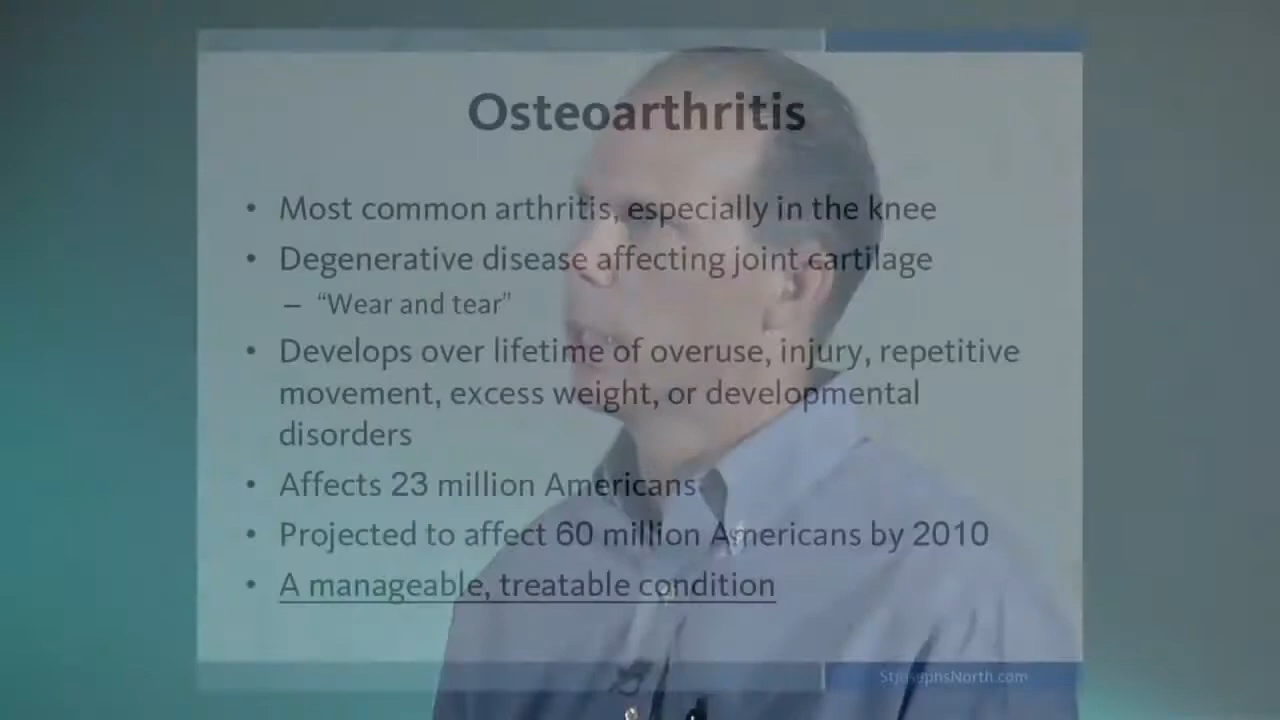 Osteoarthritis
• Most common arthritis, especially in the knee
• Degenerative disease affecting joint cartilage
– “Wear and tear”
• Develops over lifetime of overuse, injury, repetitive
movement, excess weight, or developmental
disorders
• Affects 23 million Americans
• Projected to affect 60 million Americans by 2010
• A manageable, treatable condition
StJosephsNorth.com